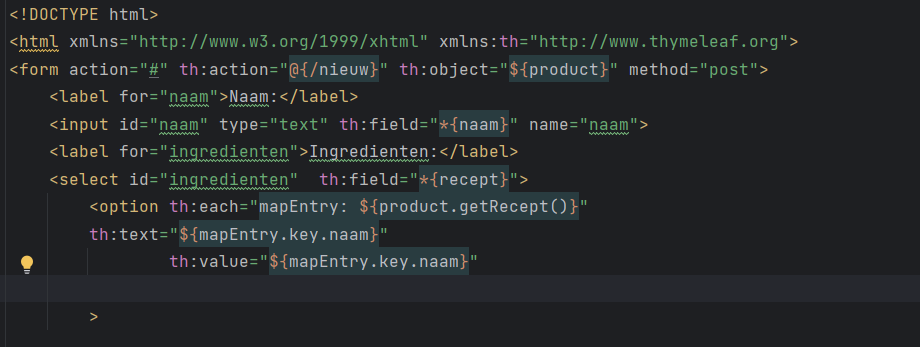 <!DOCTYPE html>
<html xmlns="http://www.w3.org/1999/xhtml" xmlns:th="http://www.thymeleaf.org">
<form action="#" th:action="@{/nieuw}" th:object="${product}" method="post">
    <label for="naam">Naam:</label>
    <input id="naam" type="text" th:field="*{naam}" name="naam">
    <label for="ingredienten">Ingredienten:</label>
    <select id="ingredienten"  th:field="*{recept}">
        <option th:each="mapEntry: ${product.getRecept()}"
        th:text="${mapEntry.key.naam}"
                th:value="${mapEntry.key.naam}"
        >